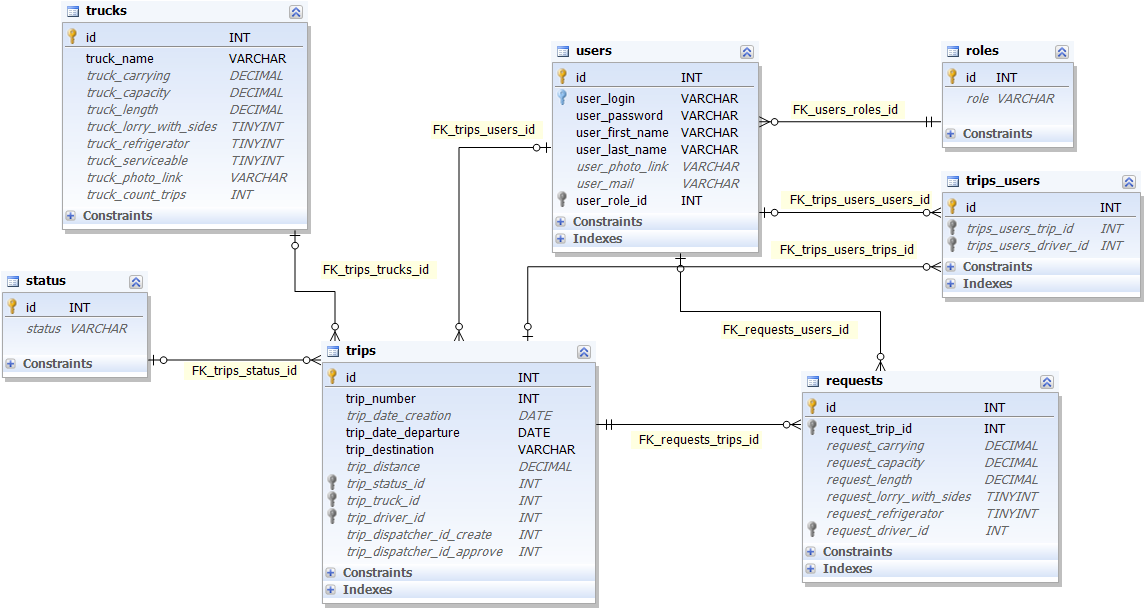 trucks
id INT
truck_name VARCHAR
truck_carrying DECIMAL
truck_capacity DECIMAL
truck_length DECIMAL
truck_lorry_with_sides TINYINT
truck_refrigerator TINYINT
truck_serviceable TINYINT
truck_photo_link VARCHAR
truck_count_trips INT
Constraints
users
id INT
user_login VARCHAR
user_password VARCHAR
user_first_name VARCHAR
user_last_name VARCHAR
user_photo_link VARCHAR
user_mail VARCHAR
user_role_id INT
Constraints
Indexes
roles
id INT
role VARCHAR
Constraints
FK_users_roles_id
FK_trips_users_id
trips_users
id INT
trips_users_trip_id INT
trips_users_driver_id INT
Constraints
Indexes
FK_trips_users_users_id
FK_trips_users_trips_id
FK_trips_trucks_id
status
id INT
status VARCHAR
Constraints
FK_trips_status_id
FK_requests_users_id
trips
id INT
trip_number INT
trip_date_creation DATE
trip_date_departure DATE
trip_destination VARCHAR
trip_distance DECIMAL
trip_status_id INT
trip_truck_id INT
trip_driver_id INT
trip_dispatcher_id_create INT
trip_dispatcher_id_approve INT
Constraints
Indexes
FK_requests_trips_id
requests
id INT
request_trip_id INT
request_carrying DECIMAL
request_capacity DECIMAL
request_length DECIMAL
request_lorry_with_sides TINYINT
request_refrigerator TINYINT
request_driver_id INT
Constraints
Indexes